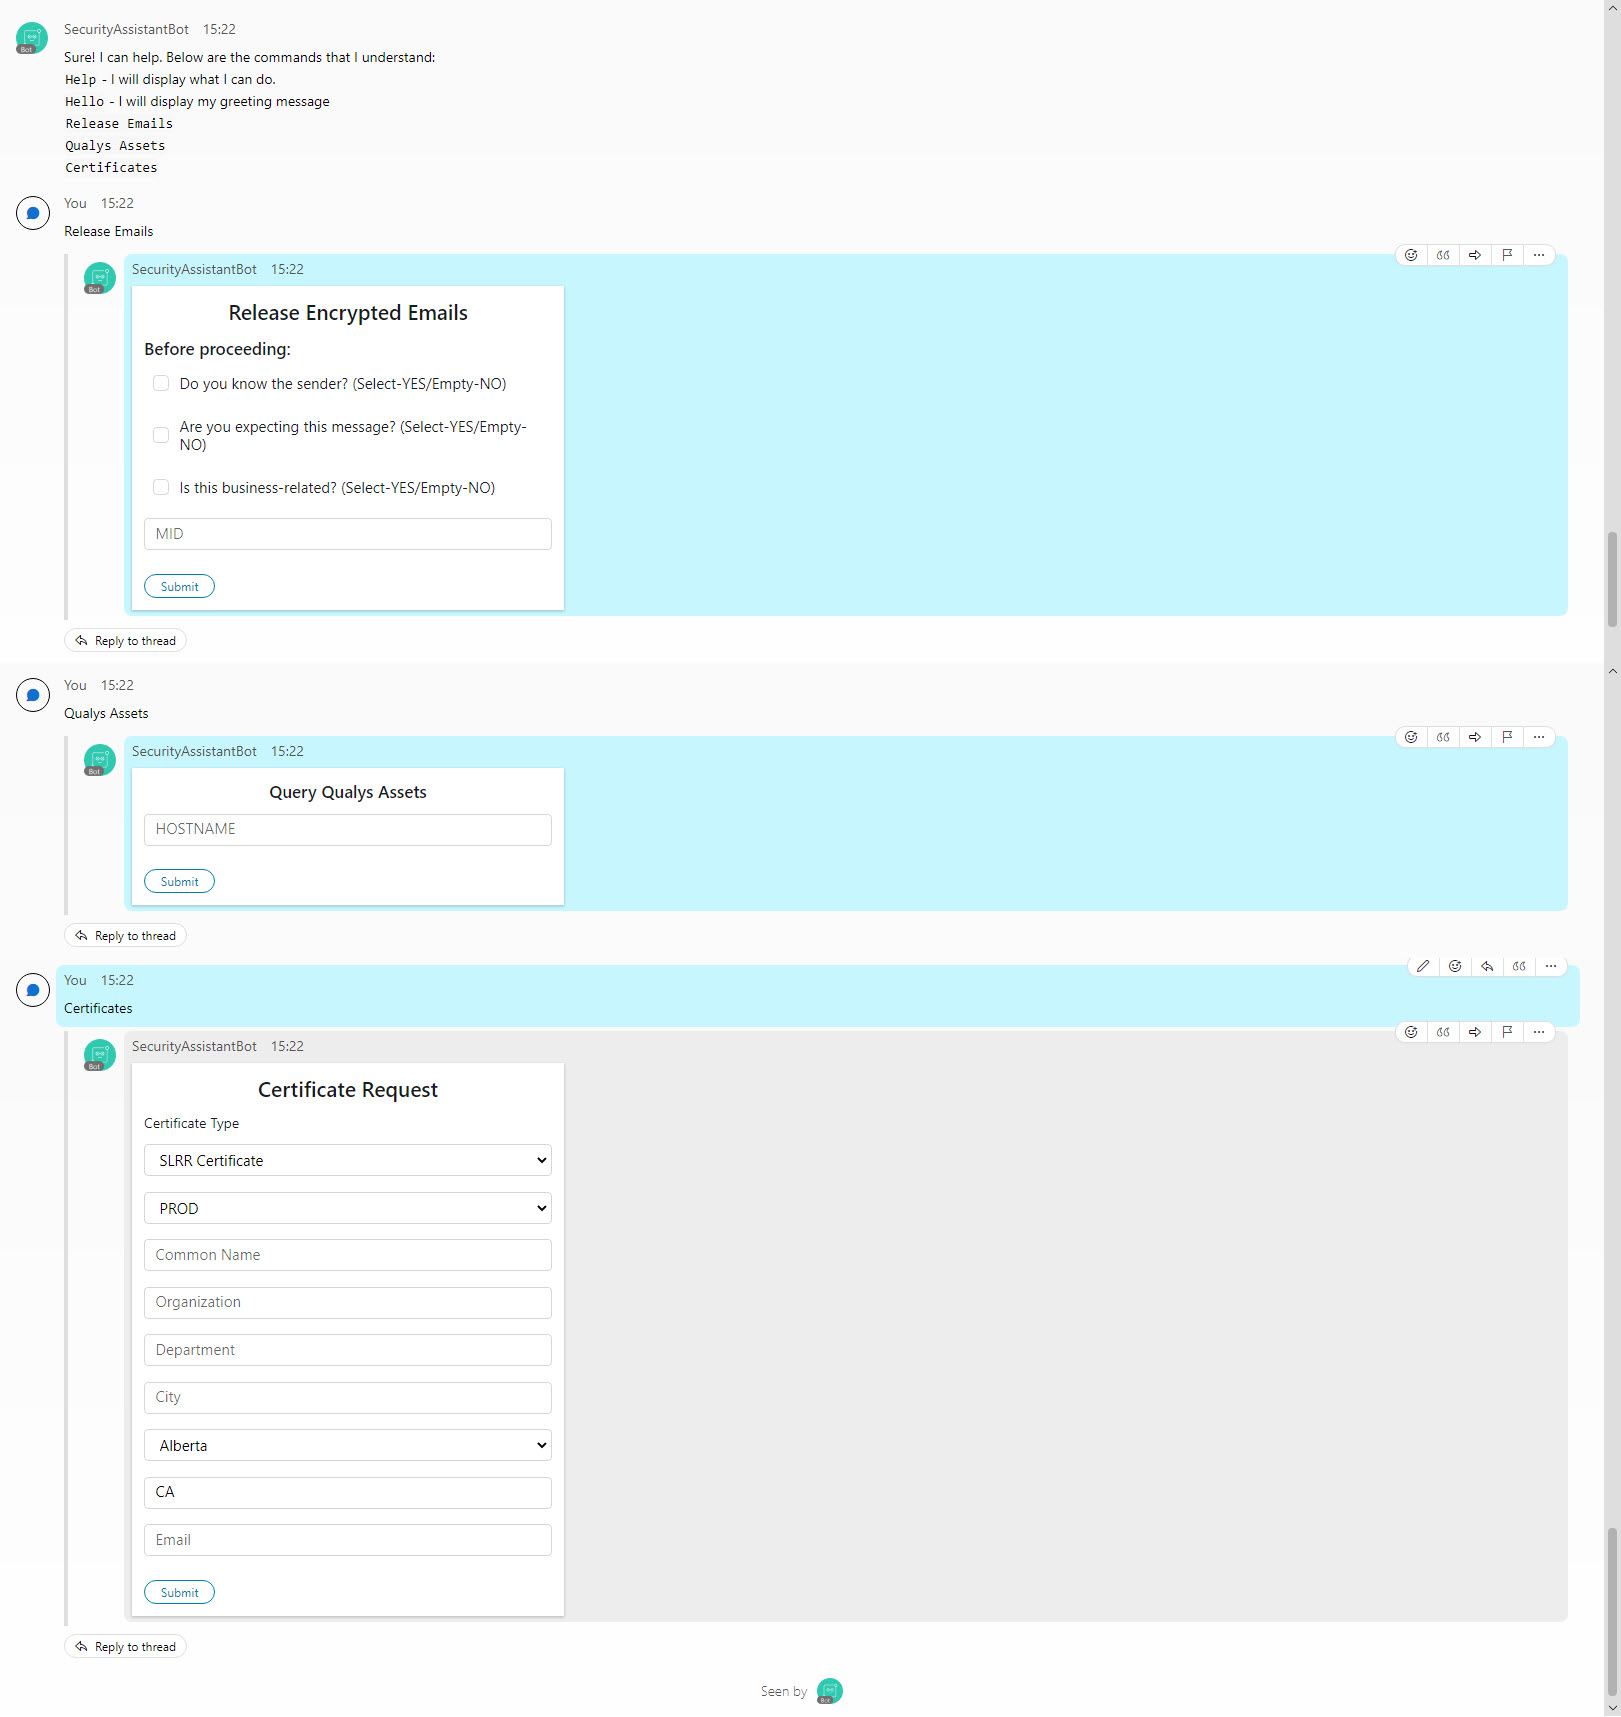 SecurityAssistantBot 15:22
Bot
Sure! I can help. Below are the commands that I understand:
Help - I will display what I can do.
Hello - I will display my greeting message
Release Emails
Qualys Assets
Certificates
You 15:22
Release Emails
SecurityAssistantBot 15:22
Bot
Release Encrypted Emails
Before proceeding:
Do you know the sender? (Select-YES/Empty-NO)
Are you expecting this message? (Select-YES/Empty-
NO)
Is this business-related? (Select-YES/Empty-NO)
MID
Submit
Reply to thread
You 15:22
Qualys Assets
SecurityAssistantBot 15:22
Bot
Query Qualys Assets
HOSTNAME
Submit
Reply to thread
You 15:22
Certificates
SecurityAssistantBot 15:22
Bot
Certificate Request
Certificate Type
SLRR Certificate
PROD
Common Name
Organization
Department
City
Alberta
CA
Email
Submit
Reply to thread
Seen by
Bot